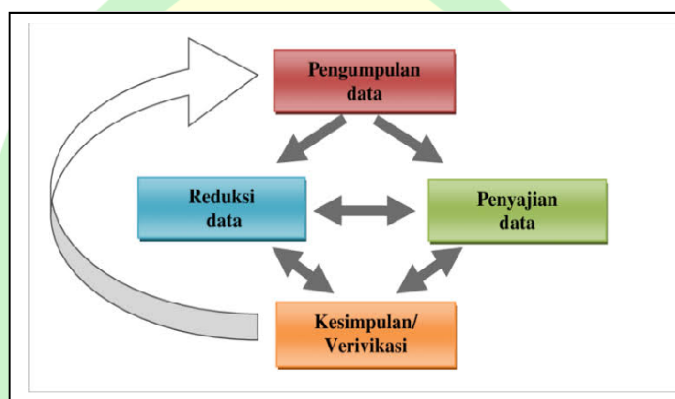 Pengumpulan
data
Reduksi
data
Penyajian
data
Kesimpulan/
Verivikasi